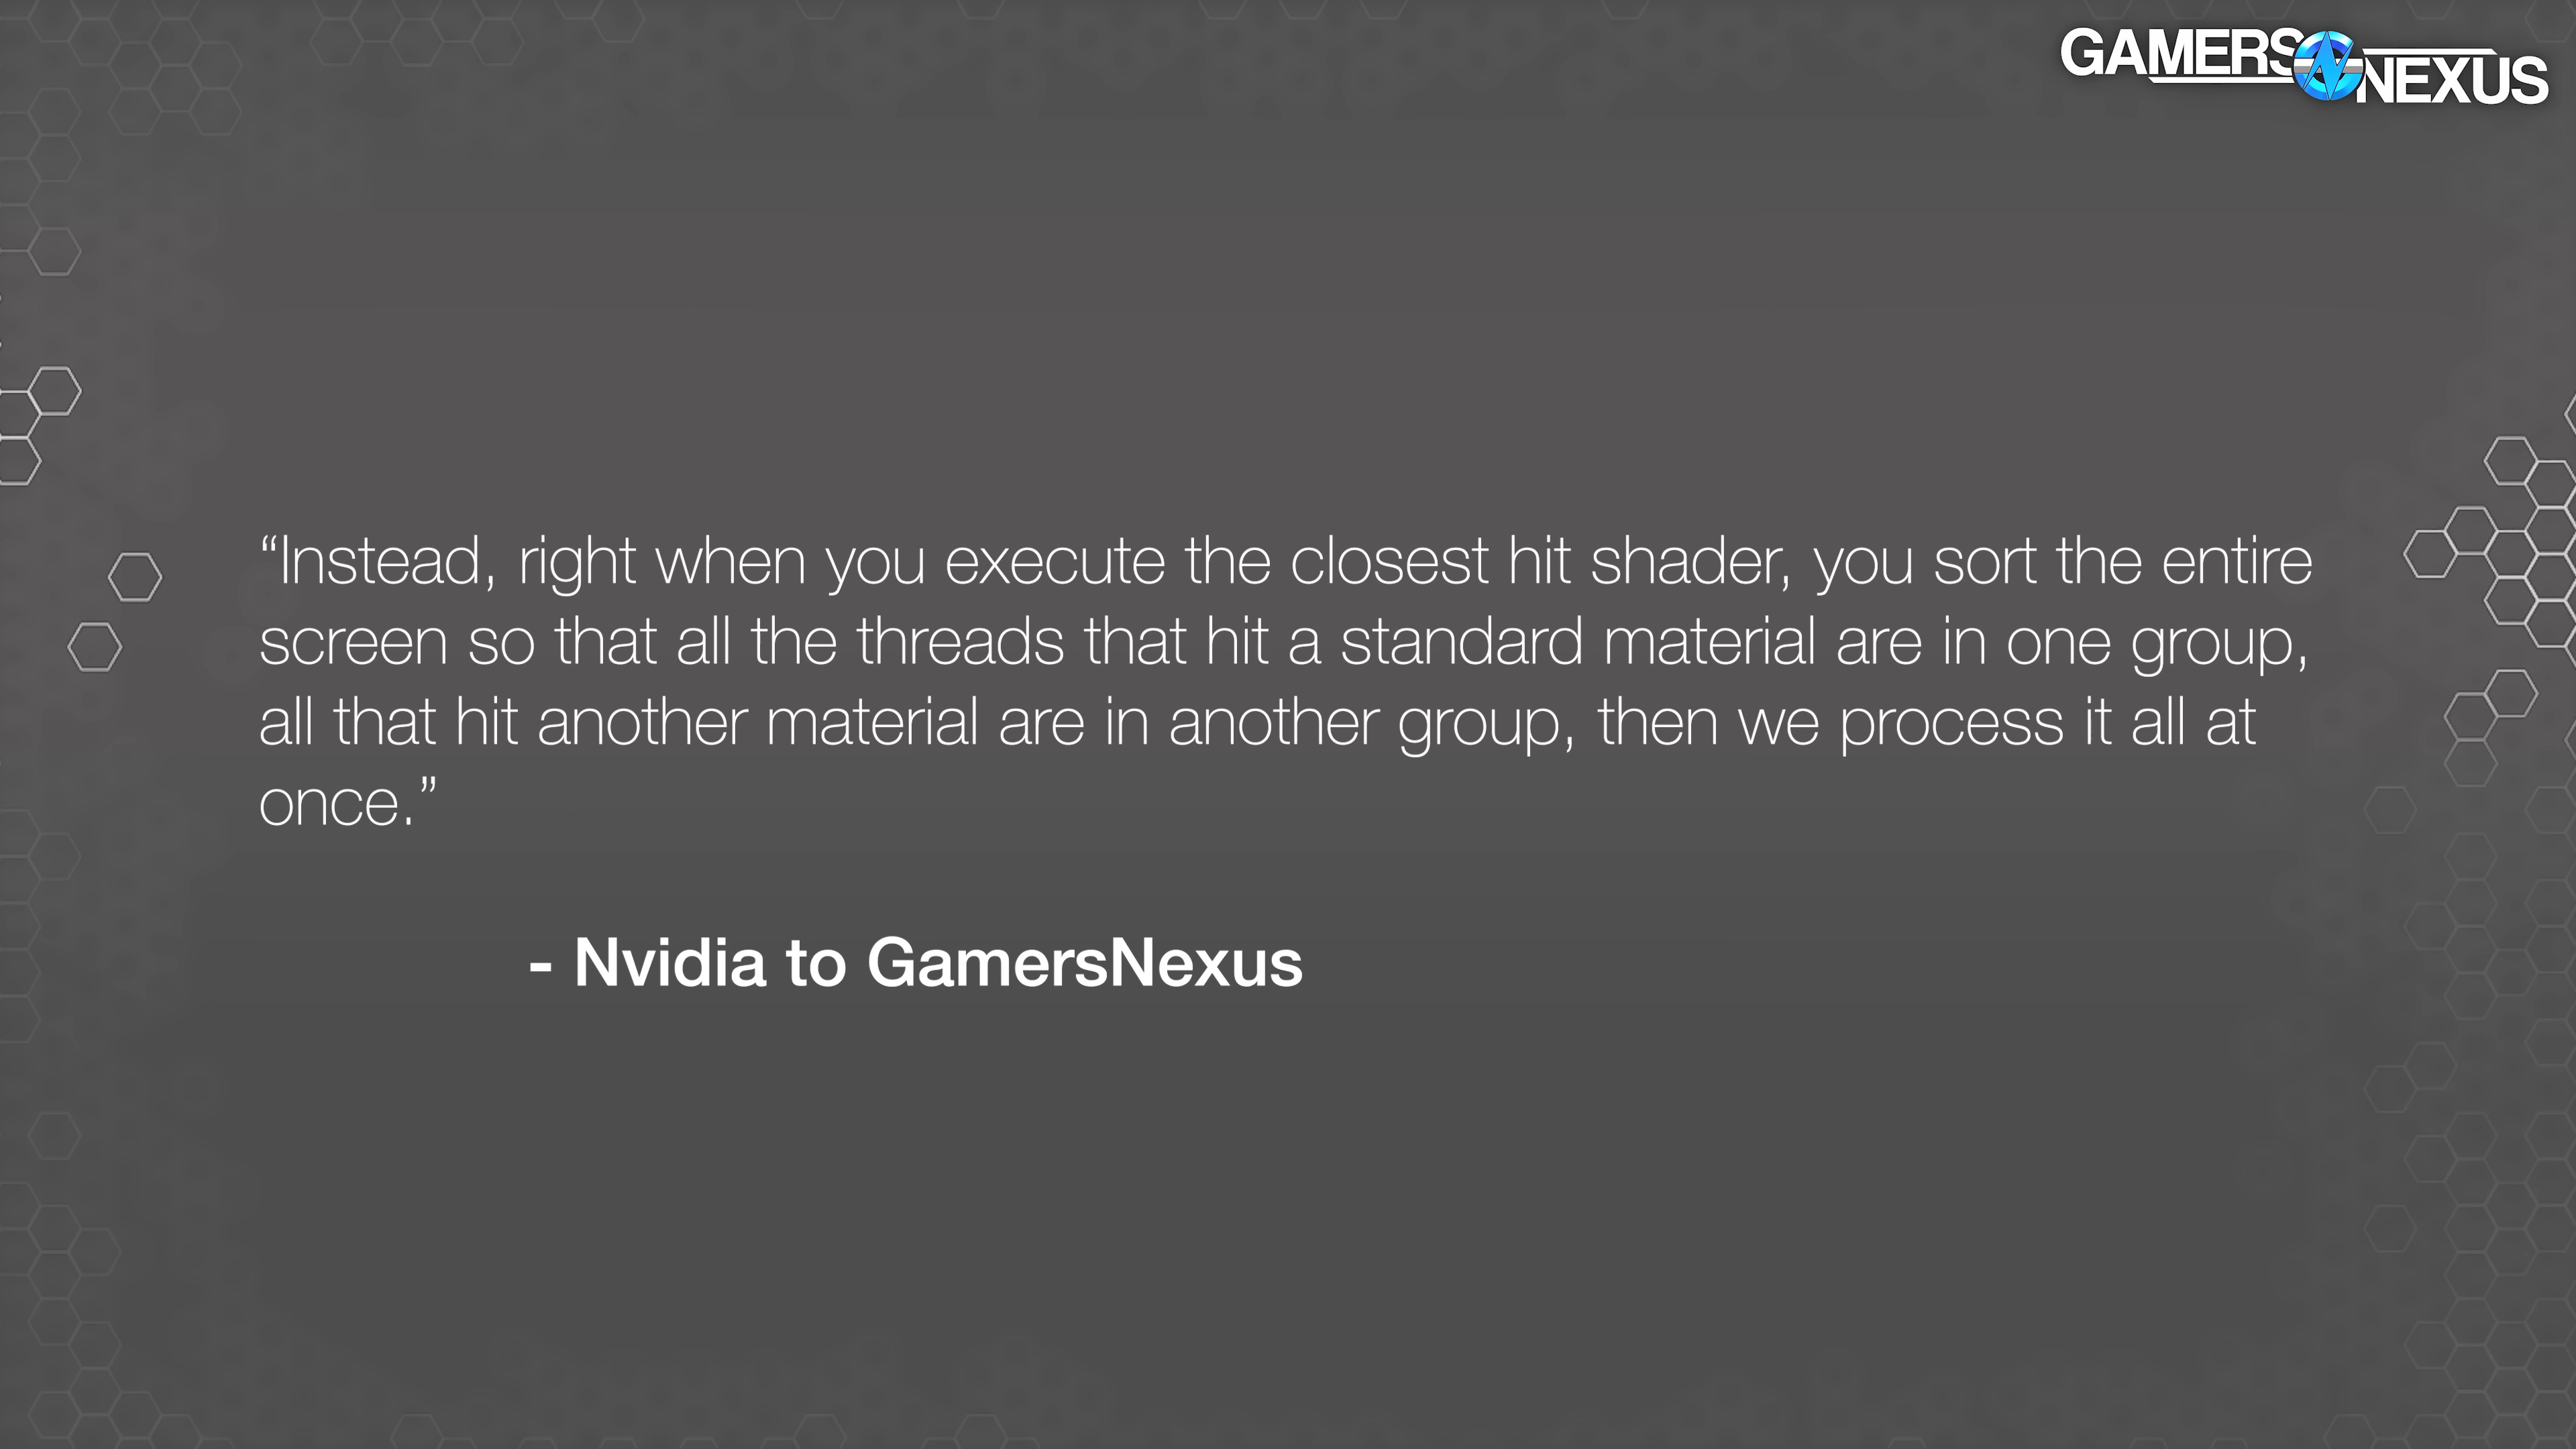 GAMERS NEXUS
“Instead, right when you execute the closest hit shader, you sort the entire
screen so that all the threads that hit a standard material are in one group,
all that hit another material are in another group, then we process it all at
once.”
- Nvidia to GamersNexus